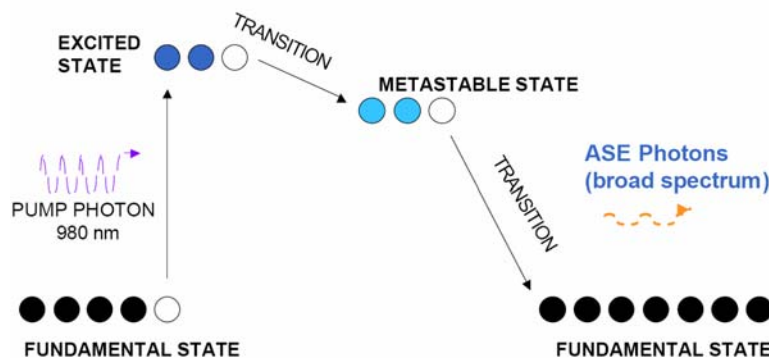 EXCITED
STATE
TRANSITION
METASTABLE STATE
TRANSITION
ASE Photons
(broad spectrum)
PUMP PHOTON
980 nm
FUNDAMENTAL STATE
FUNDAMENTAL STATE